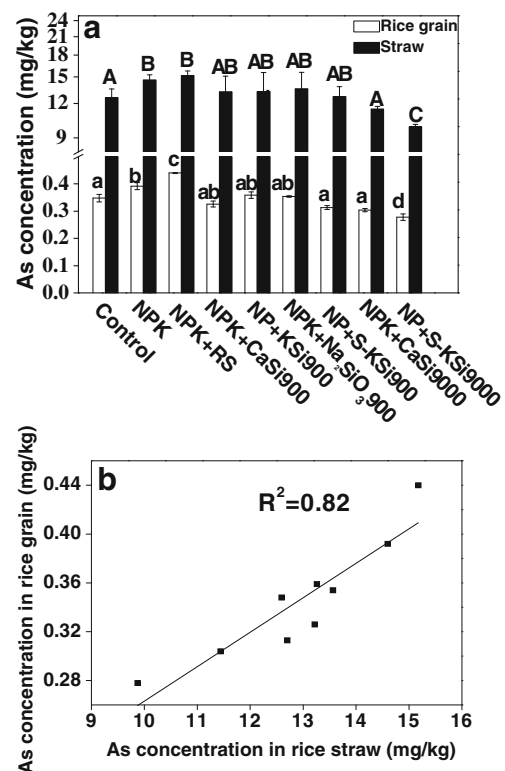 a
Rice grain
Straw
As concentration (mg/kg)
24
21
18
15
12
9
0.4
0.3
0.2
0.1
0.0
A B B AB AB AB AB A C
a b c ab ab ab a a d
Control
NPK
NPK+RS
NPK+CaSi900
NP+KSi900
NPK+Na₂SiO₃900
NP+S-KSi900
NPK+CaSi9000
NP+S-KSi9000
b
R²=0.82
As concentration in rice grain (mg/kg)
0.44
0.40
0.36
0.32
0.28
9 10 11 12 13 14 15 16
As concentration in rice straw (mg/kg)